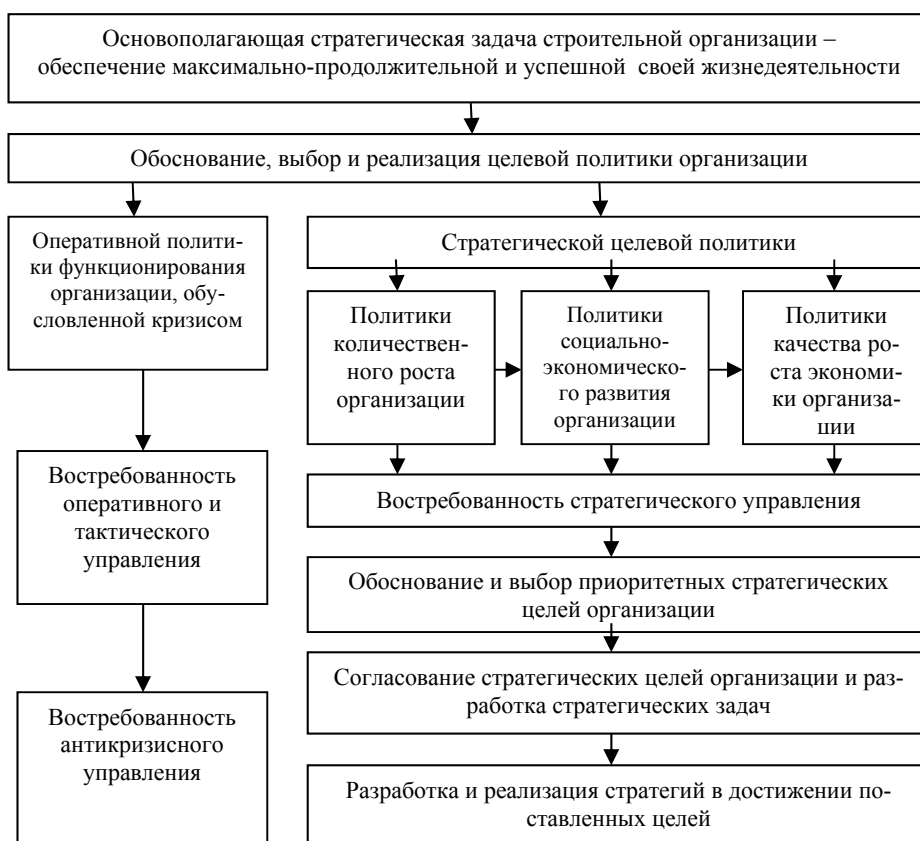 Основополагающая стратегическая задача строительной организации –
обеспечение максимально-продолжительной и успешной своей жизнедеятельности
Обоснование, выбор и реализация целевой политики организации
Оперативной полити-
ки функционирования
организации, обу-
словленной кризисом
Стратегической целевой политики
Политики
количествен-
ного роста
организации
Политики
социально-
экономическо-
го развития
организации
Политики
качества ро-
ста экономи-
ки организа-
ции
Востребованность
оперативного и
тактического
управления
Востребованность стратегического управления
Обоснование и выбор приоритетных стратегических
целей организации
Согласование стратегических целей организации и раз-
работка стратегических задач
Востребованность
антикризисного
управления
Разработка и реализация стратегий в достижении по-
ставленных целей